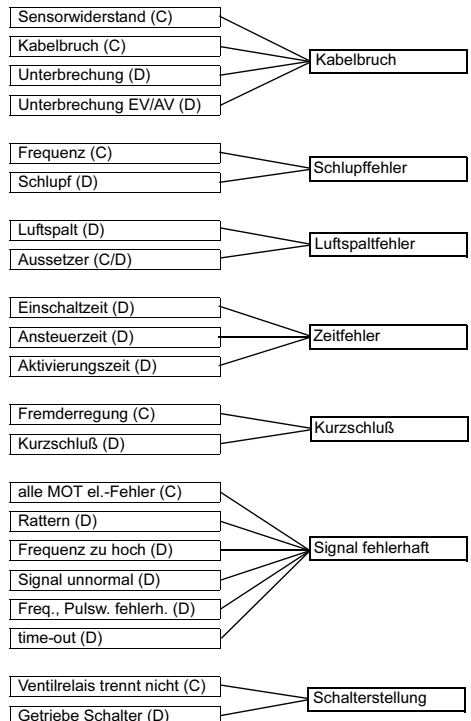 Sensorwiderstand (C)
Kabelbruch (C)
Unterbrechung (D)
Unterbrechung EV/AV (D)
Kabelbruch
Frequenz (C)
Schlupf (D)
Schlupffehler
Luftspalt (D)
Aussetzer (C/D)
Luftspaltfehler
Einschaltzeit (D)
Ansteuerzeit (D)
Aktivierungszeit (D)
Zeitfehler
Fremderregung (C)
Kurzschluß (D)
Kurzschluß
alle MOT el.-Fehler (C)
Rattern (D)
Frequenz zu hoch (D)
Signal unnormal (D)
Freq., Pulsw. fehlerh. (D)
time-out (D)
Signal fehlerhaft
Ventilrelais trennt nicht (C)
Getriebe Schalter (D)
Schalterstellung